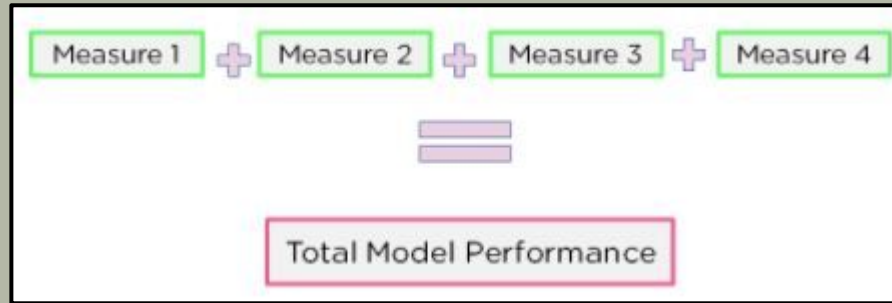 Measure 1 + Measure 2 + Measure 3 + Measure 4
=
Total Model Performance